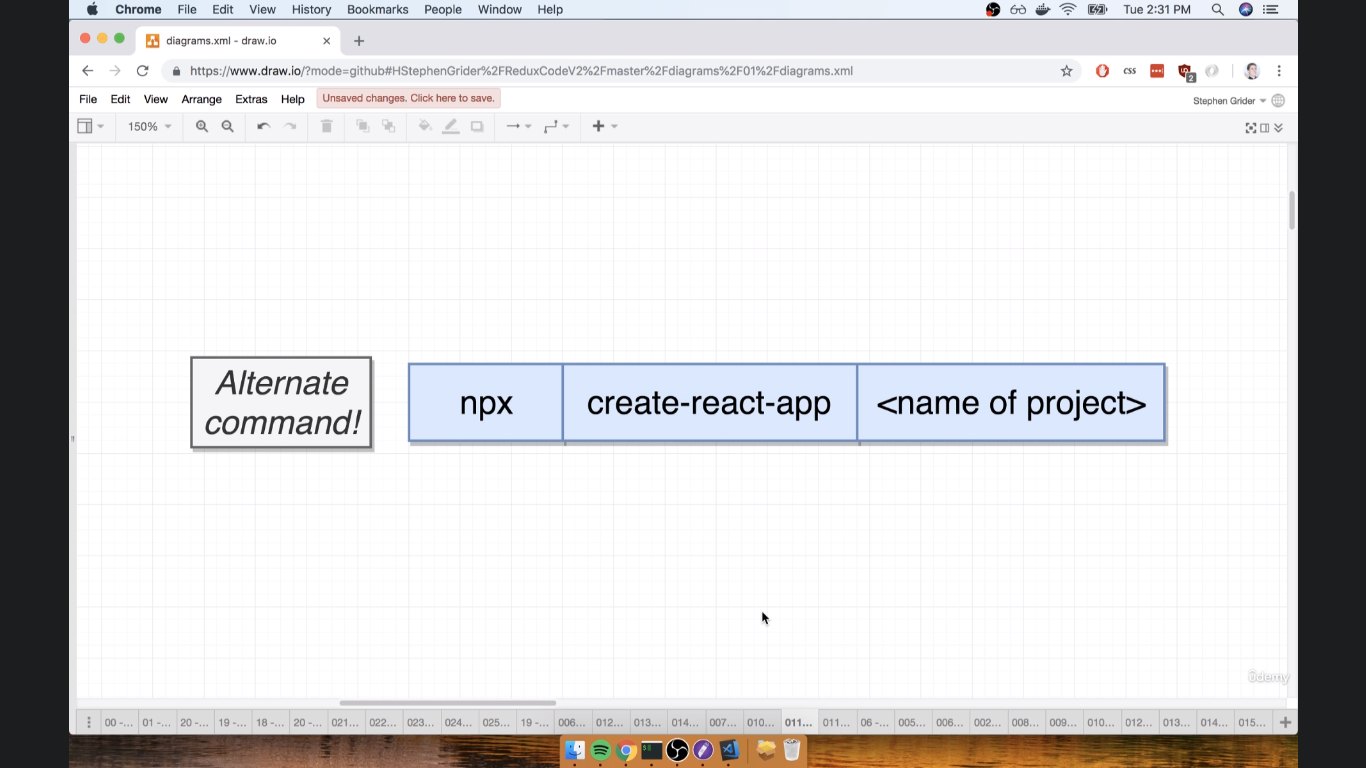 Chrome File Edit View History Bookmarks People Window Help Tue 2:31 PM
diagrams.xml - draw.io
https://www.draw.io/?mode=github#HStephenGrider%2FReduxCodeV2%2Fmaster%2Fdiagrams%2F01%2Fdiagrams.xml
CSS
2
File Edit View Arrange Extras Help Unsaved changes. Click here to save. Stephen Grider
150%
Alternate
command!
npx create-react-app <name of project>
ûdemy
00 -... 01 -... 20 -... 19 -... 18 -... 20 -... 021... 022... 023... 024... 025... 19 -... 006... 012... 013... 014... 007... 010... 011... 011... 06 -... 005... 006... 002... 008... 009... 010... 012... 013... 014... 015...